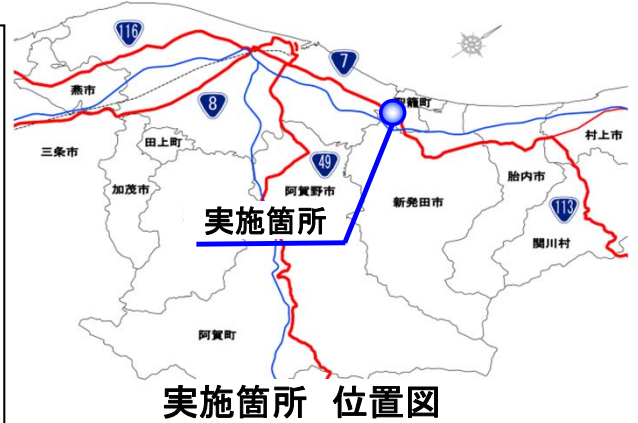 116
7
燕市
8
籠町
村上市
三条市
田上町
49
胎内市
加茂市
阿賀野市
新発田市
113
実施箇所
関川村
阿賀町
実施箇所 位置図